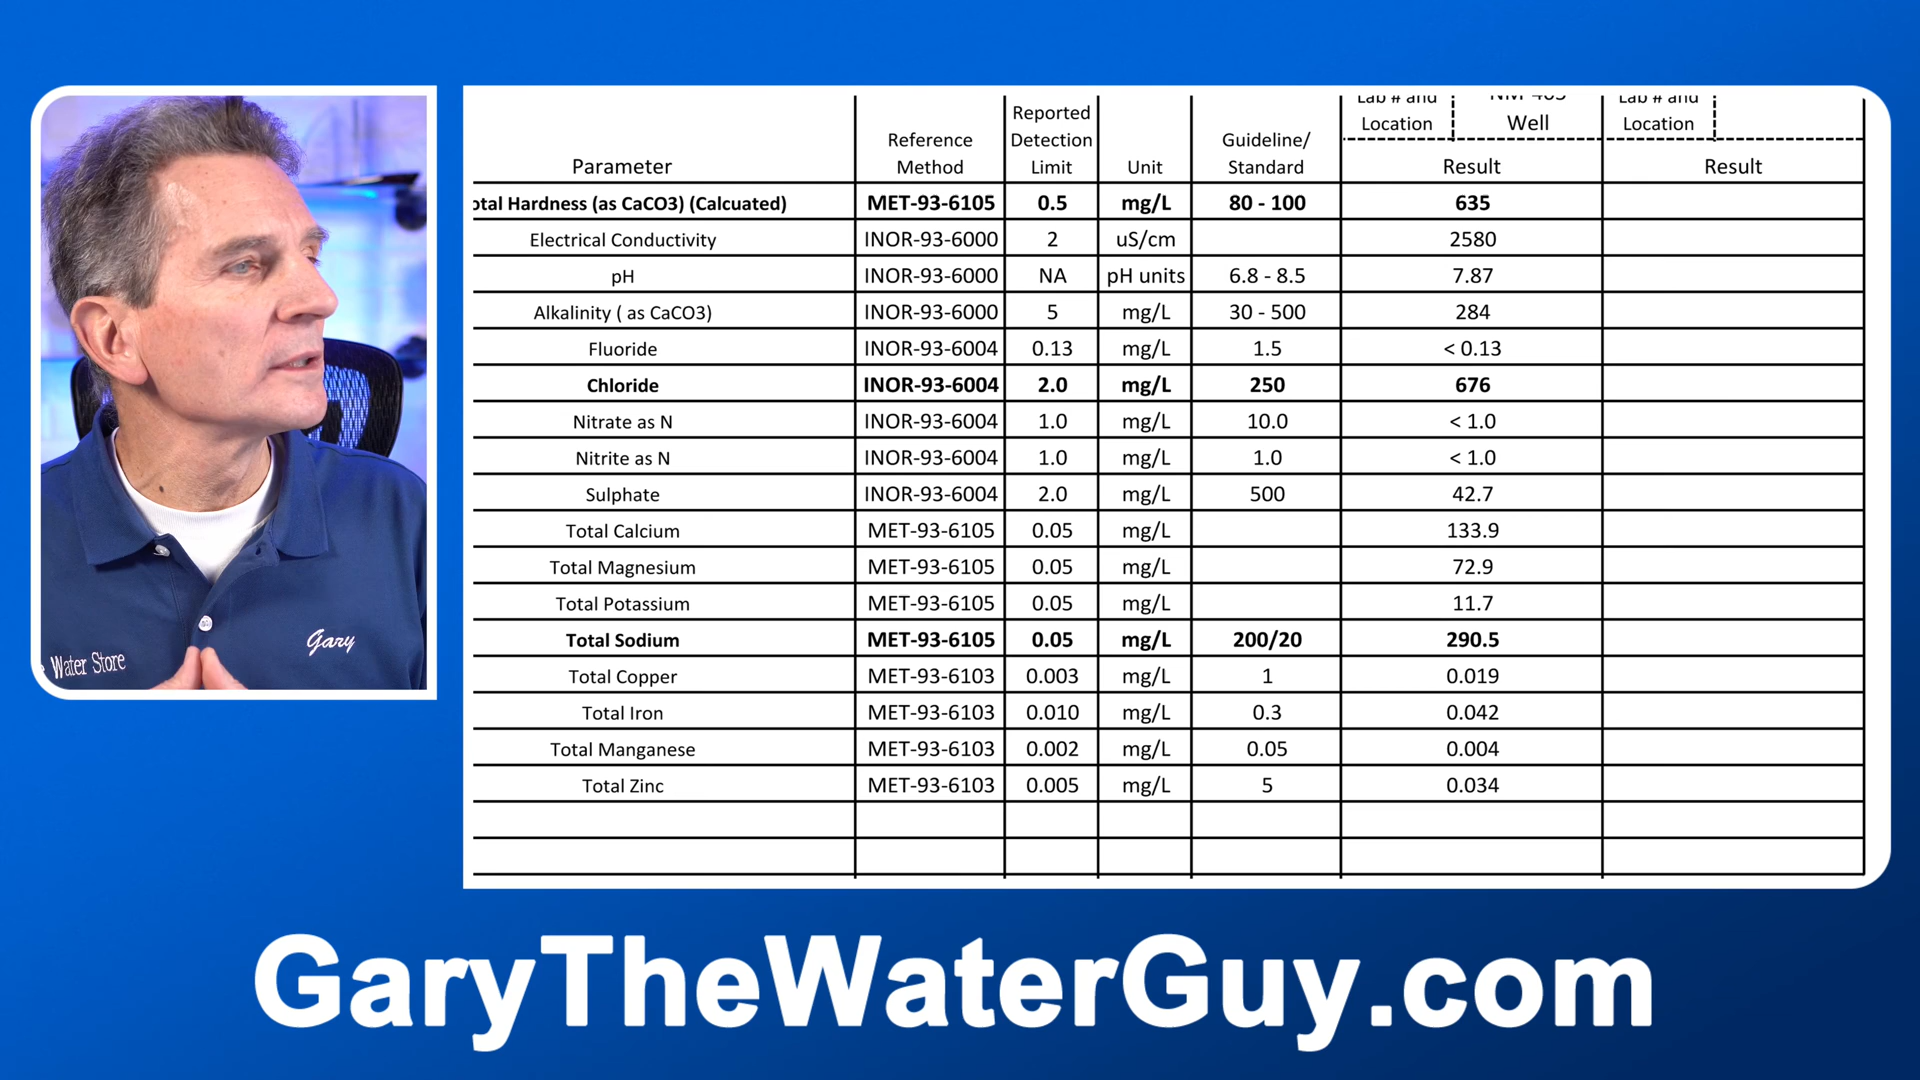 Gary
Water Store
Parameter
Reference Method
Reported Detection Limit
Unit
Guideline/ Standard
Lab # and Location
Well
Result
Lab # and Location
Result
otal Hardness (as CaCO3) (Calcuated) MET-93-6105 0.5 mg/L 80 - 100 635
Electrical Conductivity INOR-93-6000 2 uS/cm 2580
pH INOR-93-6000 NA pH units 6.8 - 8.5 7.87
Alkalinity ( as CaCO3) INOR-93-6000 5 mg/L 30 - 500 284
Fluoride INOR-93-6004 0.13 mg/L 1.5 < 0.13
Chloride INOR-93-6004 2.0 mg/L 250 676
Nitrate as N INOR-93-6004 1.0 mg/L 10.0 < 1.0
Nitrite as N INOR-93-6004 1.0 mg/L 1.0 < 1.0
Sulphate INOR-93-6004 2.0 mg/L 500 42.7
Total Calcium MET-93-6105 0.05 mg/L 133.9
Total Magnesium MET-93-6105 0.05 mg/L 72.9
Total Potassium MET-93-6105 0.05 mg/L 11.7
Total Sodium MET-93-6105 0.05 mg/L 200/20 290.5
Total Copper MET-93-6103 0.003 mg/L 1 0.019
Total Iron MET-93-6103 0.010 mg/L 0.3 0.042
Total Manganese MET-93-6103 0.002 mg/L 0.05 0.004
Total Zinc MET-93-6103 0.005 mg/L 5 0.034
GaryTheWaterGuy.com